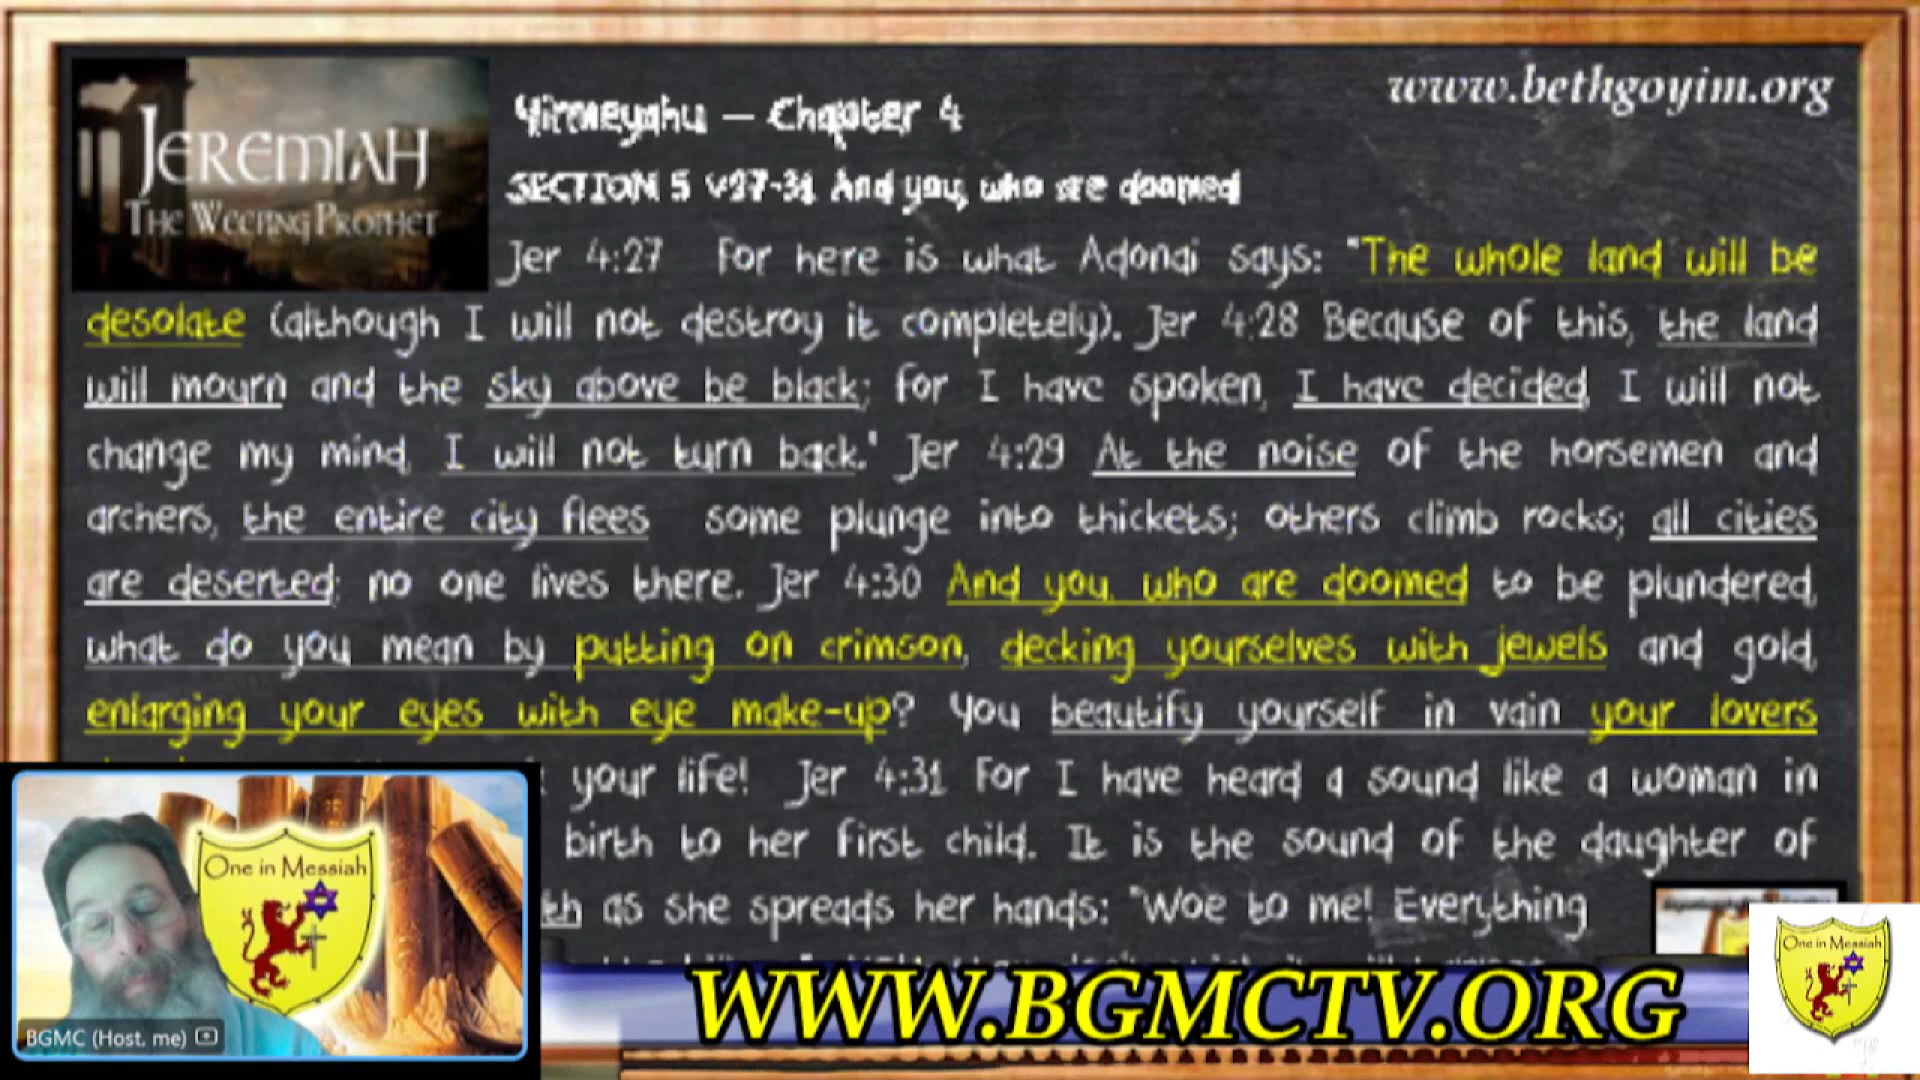 www.bethgoyim.org
JEREMIAH
THE WEEPING PROPHET
Yirmeyahu – Chapter 4
SECTION 5 v27-31 And you, who are doomed
Jer 4:27 For here is what Adonai says: "The whole land will be
desolate (although I will not destroy it completely). Jer 4:28 Because of this, the land
will mourn and the sky above be black; for I have spoken, I have decided, I will not
change my mind, I will not turn back." Jer 4:29 At the noise of the horsemen and
archers, the entire city flees some plunge into thickets; others climb rocks; all cities
are deserted; no one lives there. Jer 4:30 And you, who are doomed to be plundered,
what do you mean by putting on crimson, decking yourselves with jewels and gold,
enlarging your eyes with eye make-up? You beautify yourself in vain your lovers
your life! Jer 4:31 For I have heard a sound like a woman in
birth to her first child. It is the sound of the daughter of
th as she spreads her hands: "Woe to me! Everything
One in Messiah
BGMC (Host, me)
WWW.BGMCTV.ORG
One in Messiah